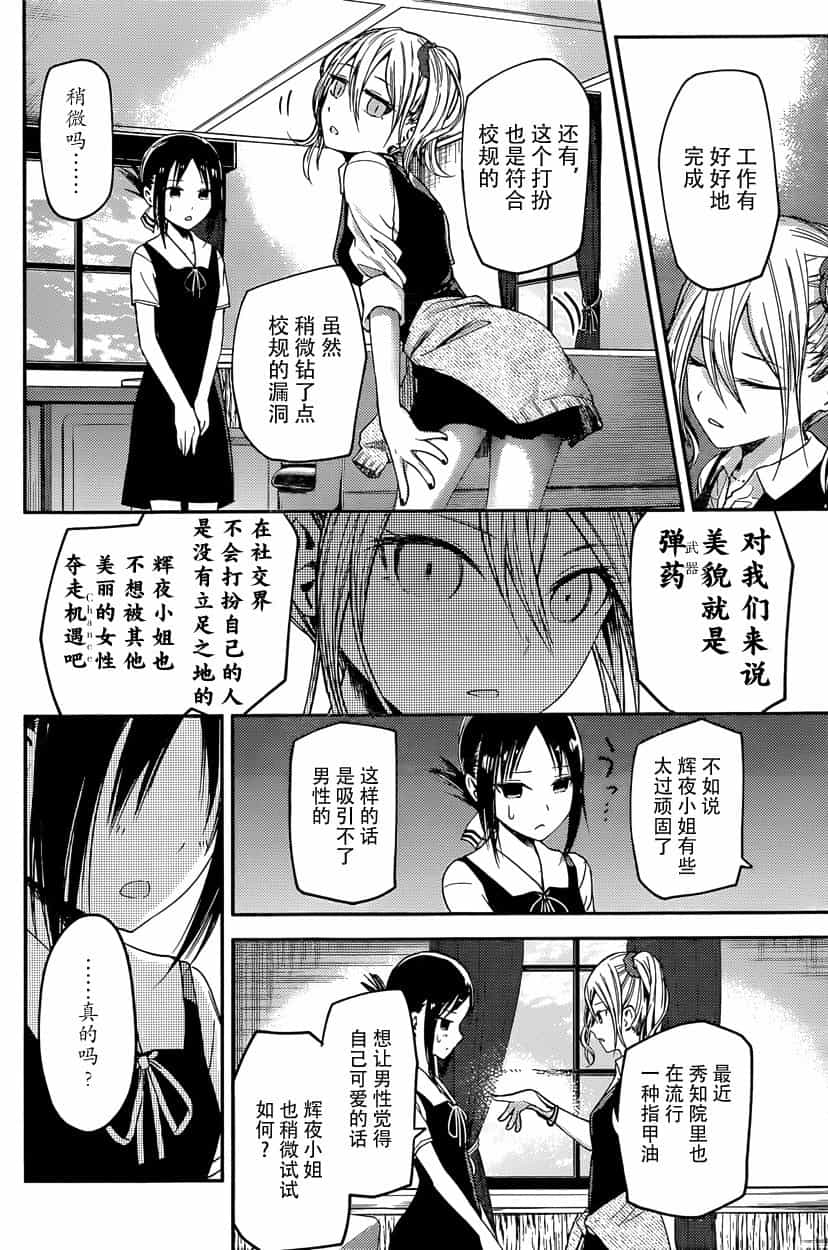 工作有
好好地
完成
还有，
这个打扮
也是符合
校规的
虽然
稍微钻了点
校规的漏洞
稍微吗……
对我们来说
美貌就是
弹药
武器
在社交界
不会打扮自己的人
是没有立足之地的
辉夜小姐也
不想被其他
美丽的女性
夺走机遇吧
Chance
不如说
辉夜小姐有些
太过顽固了
这样的话
是吸引不了
男性的
最近
秀知院里也
在流行
一种指甲油
想让男性觉得
自己可爱的话
辉夜小姐
也稍微试试
如何？
……真的吗？